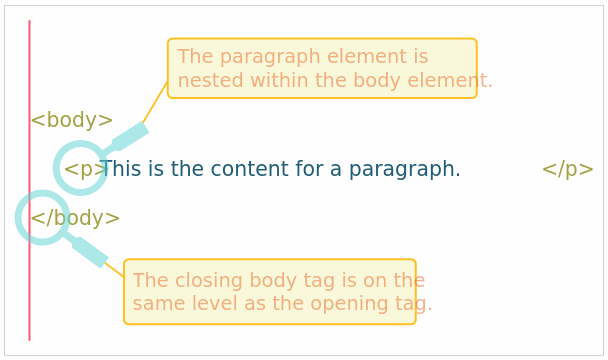 The paragraph element is
nested within the body element.
<body>
<p>This is the content for a paragraph. </p>
</body>
The closing body tag is on the
same level as the opening tag.